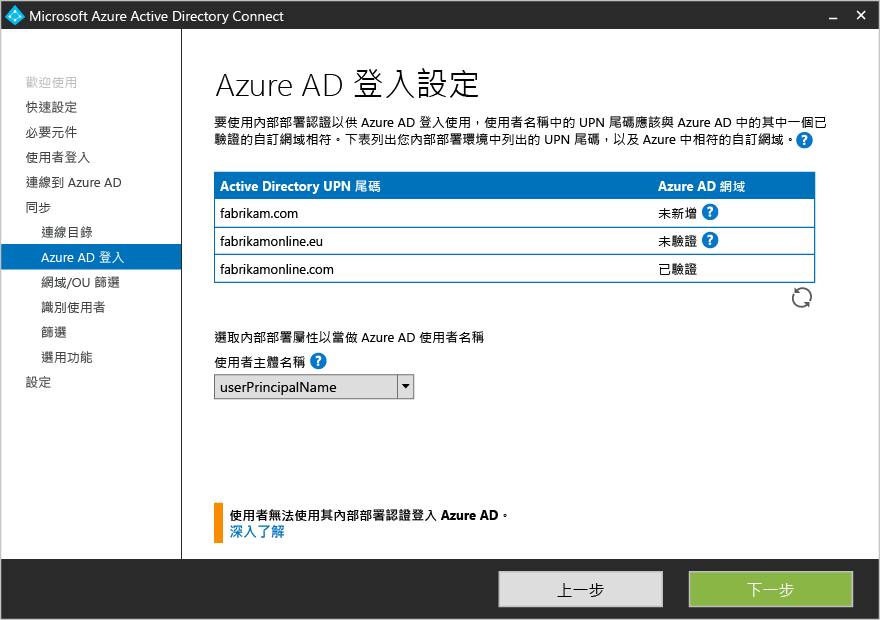 Microsoft Azure Active Directory Connect
歡迎使用
快速設定
必要元件
使用者登入
連線到 Azure AD
同步
連線目錄
Azure AD 登入
網域/OU 篩選
識別使用者
篩選
選用功能
設定
Azure AD 登入設定
要使用內部部署認證以供 Azure AD 登入使用，使用者名稱中的 UPN 尾碼應該與 Azure AD 中的其中一個已
驗證的自訂網域相符。下表列出您內部部署環境中列出的 UPN 尾碼，以及 Azure 中相符的自訂網域。 ?
Active Directory UPN 尾碼 Azure AD 網域
fabrikam.com 未新增 ?
fabrikamonline.eu 未驗證 ?
fabrikamonline.com 已驗證
選取內部部署屬性以當做 Azure AD 使用者名稱
使用者主體名稱 ?
userPrincipalName
使用者無法使用其內部部署認證登入 Azure AD。
深入了解
上一步 下一步